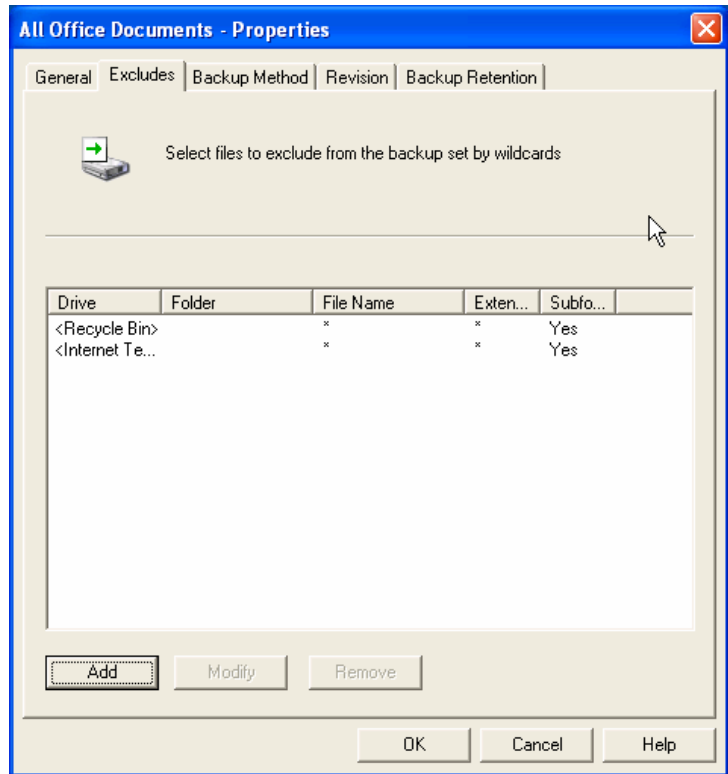 All Office Documents - Properties
General Excludes Backup Method Revision Backup Retention
Select files to exclude from the backup set by wildcards
Drive Folder File Name Exten... Subfo...
<Recycle Bin> * * Yes
<Internet Te... * * Yes
Add Modify Remove
OK Cancel Help